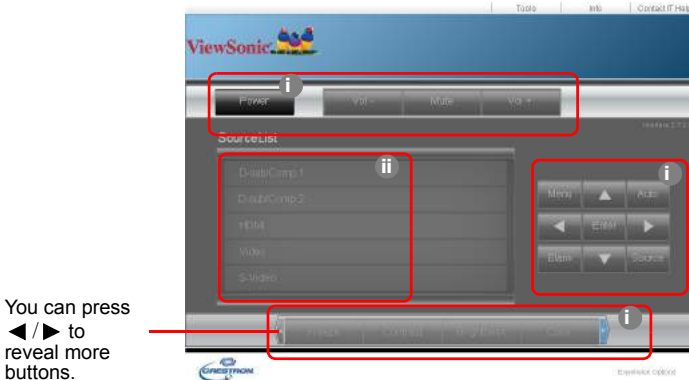 Tools Info Contact IT Help
ViewSonic
i
Power Vol - Mute Vol +
SourceList
ii
i
D-sub/Comp 1
D-sub/Comp 2
HDMI
Video
S-Video
Menu Auto
Enter
Blank Source
You can press
◀/▶ to
reveal more
buttons.
i
Freeze Contrast Brightness Color
CRESTRON
Expansion Options